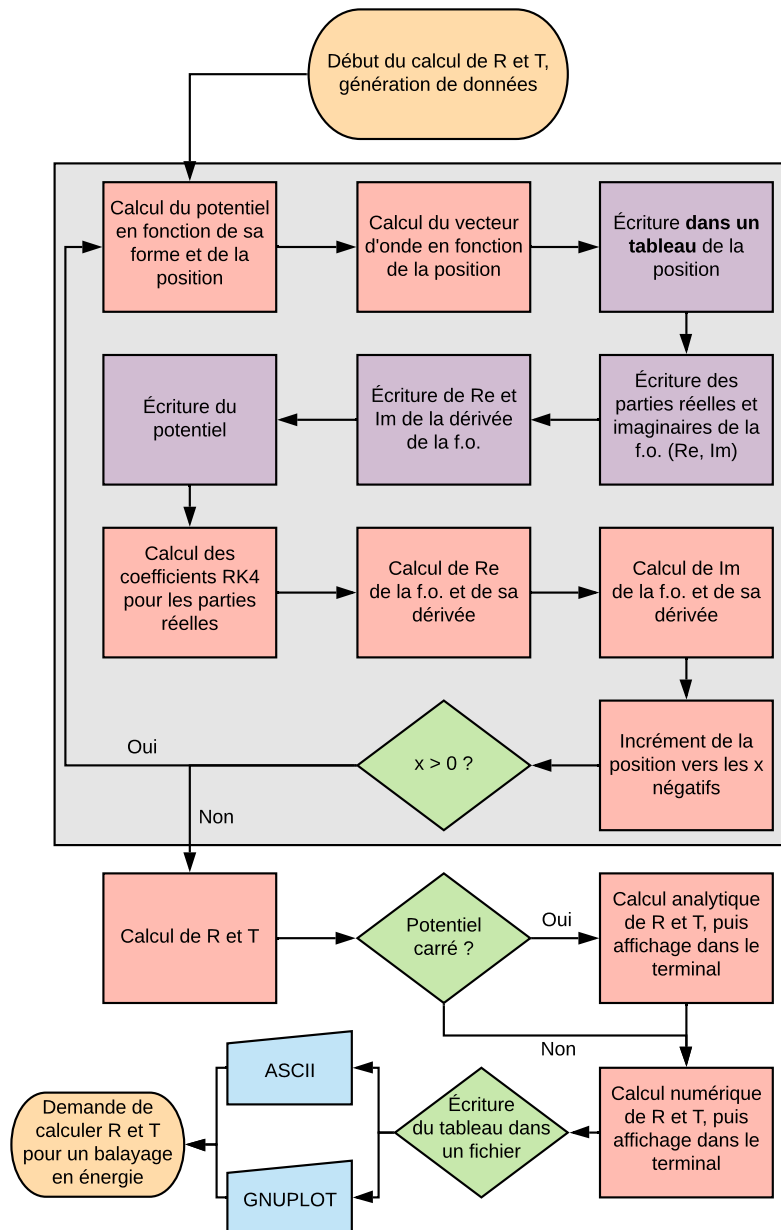 Début du calcul de R et T,
génération de données
Calcul du potentiel
en fonction de sa
forme et de la
position
Calcul du vecteur
d'onde en fonction
de la position
Écriture dans un
tableau de la
position
Écriture des
parties réelles et
imaginaires de la
f.o. (Re, Im)
Écriture de Re et
Im de la dérivée
de la f.o.
Écriture du
potentiel
Calcul des
coefficients RK4
pour les parties
réelles
Calcul de Re
de la f.o. et de sa
dérivée
Calcul de Im
de la f.o. et de sa
dérivée
Incrément de la
position vers les x
négatifs
x > 0 ?
Oui
Non
Calcul de R et T
Potentiel
carré ?
Oui
Calcul analytique
de R et T, puis
affichage dans le
terminal
Non
Calcul numérique
de R et T, puis
affichage dans le
terminal
Écriture
du tableau dans
un fichier
ASCII
GNUPLOT
Demande de
calculer R et T
pour un balayage
en énergie